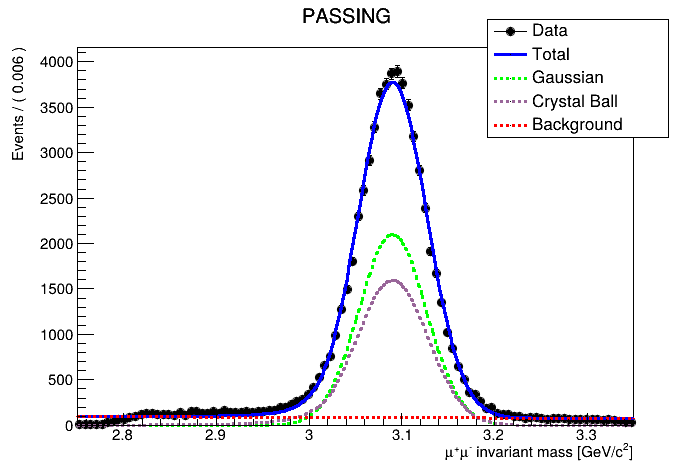 PASSING
Data
Total
Gaussian
Crystal Ball
Background
Events / ( 0.006 )
4000
3500
3000
2500
2000
1500
1000
500
0
2.8 2.9 3 3.1 3.2 3.3
μ⁺μ⁻ invariant mass [GeV/c²]